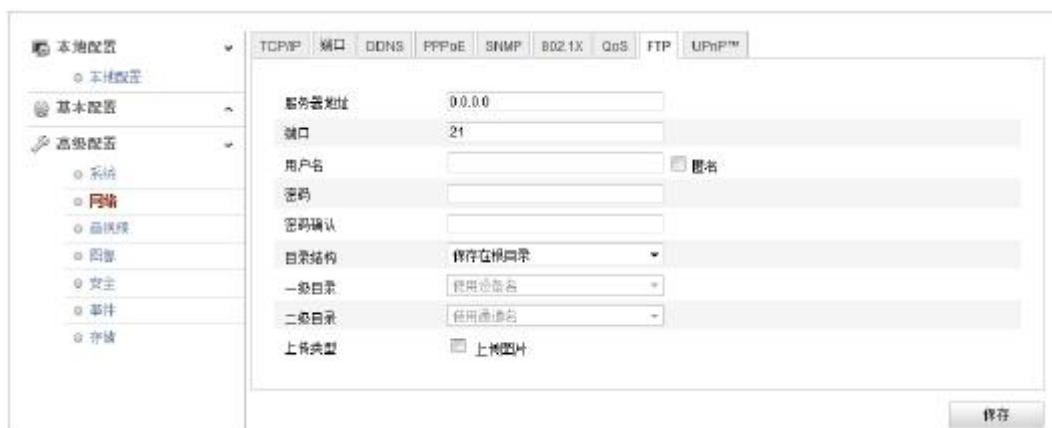 本地配置
本地配置
基本配置
高级配置
系统
网络
音视频
图像
安全
事件
存储
TCP/IP 端口 DDNS PPPoE SNMP 802.1X QoS FTP UPnP™
服务器地址 0.0.0.0
端口 21
用户名 匿名
密码
密码确认
目录结构 保存在根目录
一级目录 使用设备名
二级目录 使用通道名
上传类型 上传图片
保存